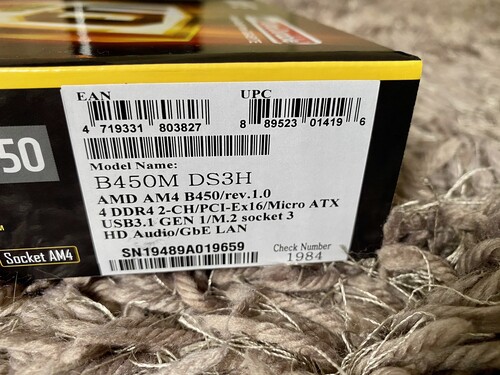 EAN
UPC
4 719331 803827
8 89523 01419 6
50
Model Name:
B450M DS3H
AMD AM4 B450/rev.1.0
4 DDR4 2-CH/PCI-Ex16/Micro ATX
USB3.1 GEN 1/M.2 socket 3
HD Audio/GbE LAN
Socket AM4
SN19489A019659
Check Number
1984